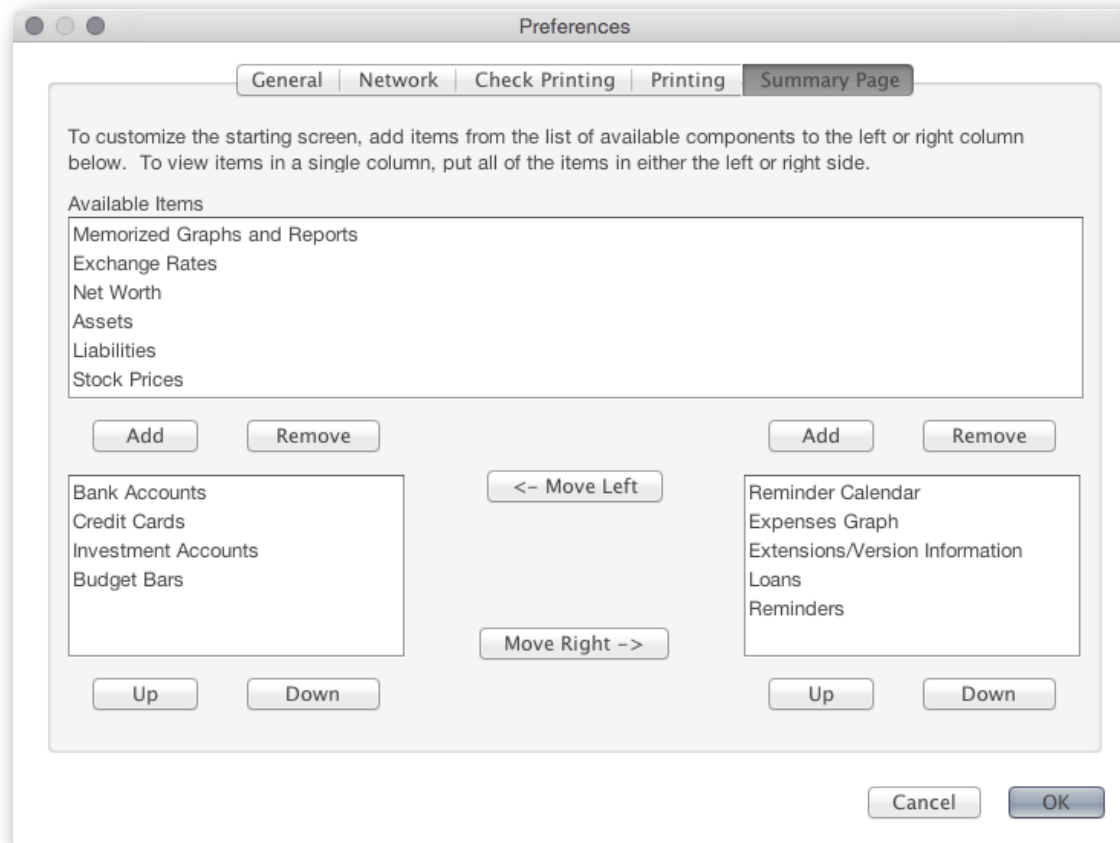 Preferences
General Network Check Printing Printing Summary Page
To customize the starting screen, add items from the list of available components to the left or right column
below.  To view items in a single column, put all of the items in either the left or right side.
Available Items
Memorized Graphs and Reports
Exchange Rates
Net Worth
Assets
Liabilities
Stock Prices
Add Remove Add Remove
Bank Accounts
Credit Cards
Investment Accounts
Budget Bars
<- Move Left
Move Right ->
Reminder Calendar
Expenses Graph
Extensions/Version Information
Loans
Reminders
Up Down Up Down
Cancel OK